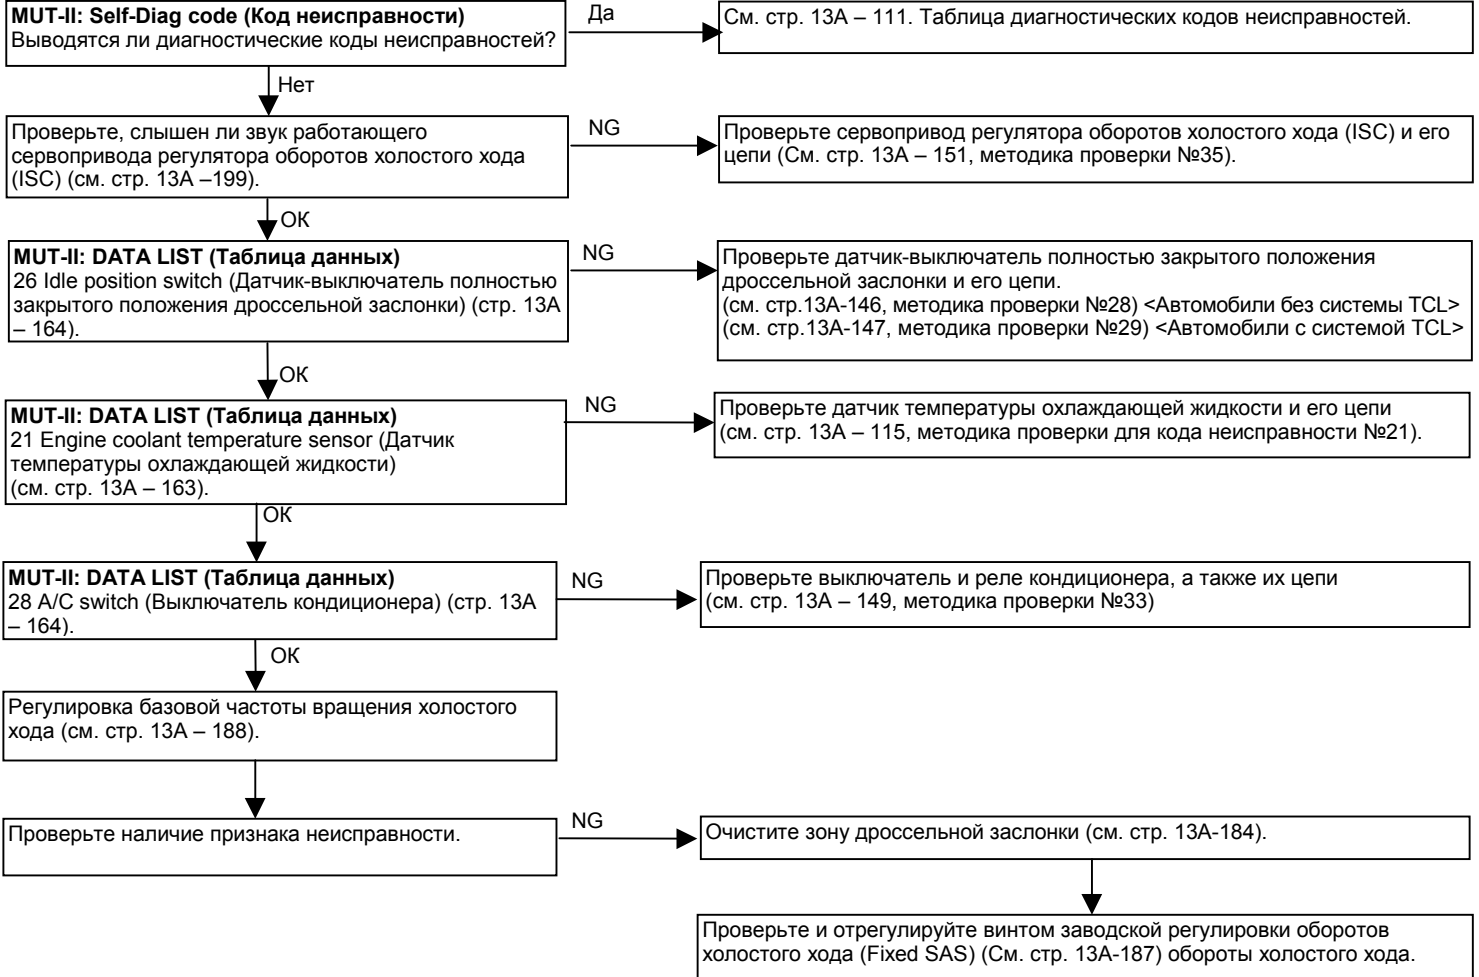 MUT-II: Self-Diag code (Код неисправности)
Выводятся ли диагностические коды неисправностей?
Да
См. стр. 13А – 111. Таблица диагностических кодов неисправностей.
Нет
Проверьте, слышен ли звук работающего
сервопривода регулятора оборотов холостого хода
(ISC) (см. стр. 13А –199).
NG
Проверьте сервопривод регулятора оборотов холостого хода (ISC) и его
цепи (См. стр. 13А – 151, методика проверки №35).
ОК
MUT-II: DATA LIST (Таблица данных)
26 Idle position switch (Датчик-выключатель полностью
закрытого положения дроссельной заслонки) (стр. 13А
– 164).
NG
Проверьте датчик-выключатель полностью закрытого положения
дроссельной заслонки и его цепи.
(см. стр.13А-146, методика проверки №28) <Автомобили без системы TCL>
(см. стр.13А-147, методика проверки №29) <Автомобили с системой TCL>
ОК
MUT-II: DATA LIST (Таблица данных)
21 Engine coolant temperature sensor (Датчик
температуры охлаждающей жидкости)
(см. стр. 13А – 163).
NG
Проверьте датчик температуры охлаждающей жидкости и его цепи
(см. стр. 13А – 115, методика проверки для кода неисправности №21).
ОК
MUT-II: DATA LIST (Таблица данных)
28 A/C switch (Выключатель кондиционера) (стр. 13А
– 164).
NG
Проверьте выключатель и реле кондиционера, а также их цепи
(см. стр. 13А – 149, методика проверки №33)
ОК
Регулировка базовой частоты вращения холостого
хода (см. стр. 13А – 188).
Проверьте наличие признака неисправности.
NG
Очистите зону дроссельной заслонки (см. стр. 13А-184).
Проверьте и отрегулируйте винтом заводской регулировки оборотов
холостого хода (Fixed SAS) (См. стр. 13А-187) обороты холостого хода.